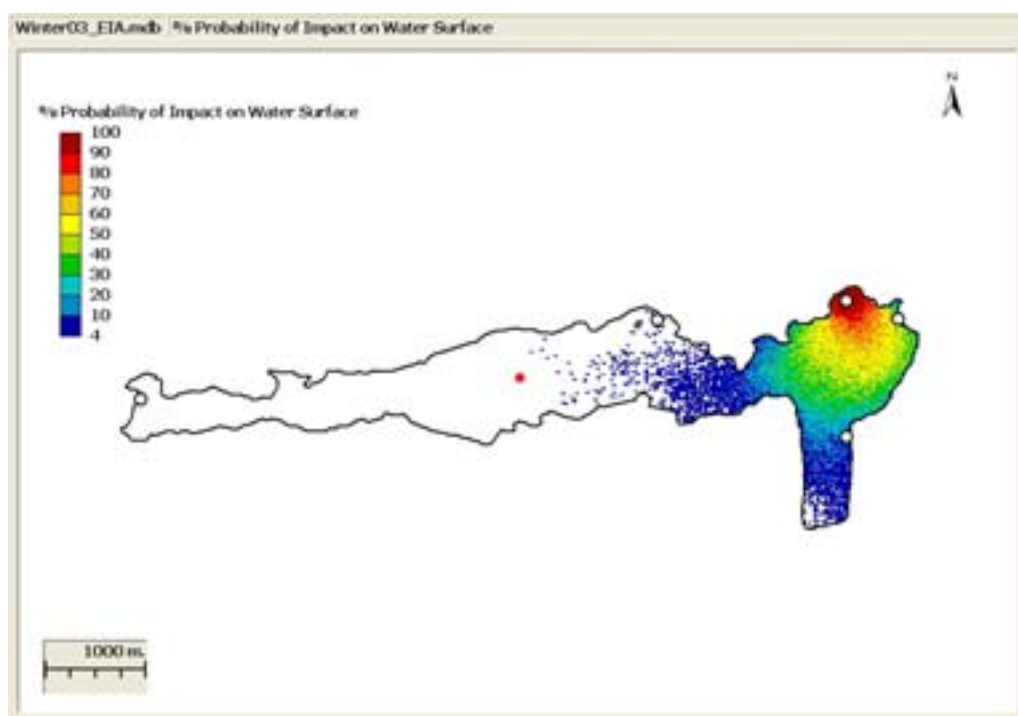 Winter03_EIA.mdb % Probability of Impact on Water Surface
N
% Probability of Impact on Water Surface
100
90
80
70
60
50
40
30
20
10
4
1000 m.